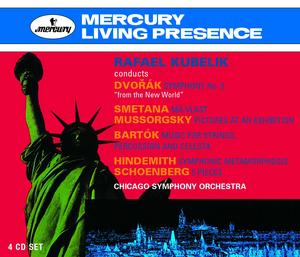 MERCURY
LIVING PRESENCE
mercury
RAFAEL KUBELIK
conducts
DVOŘÁK SYMPHONY No. 9
"from the New World"
SMETANA MÁ VLAST
MUSSORGSKY PICTURES AT AN EXHIBITION
BARTÓK MUSIC FOR STRINGS,
PERCUSSION AND CELESTA
HINDEMITH SYMPHONIC METAMORPHOSIS
SCHOENBERG 5 PIECES
CHICAGO SYMPHONY ORCHESTRA
4 CD SET